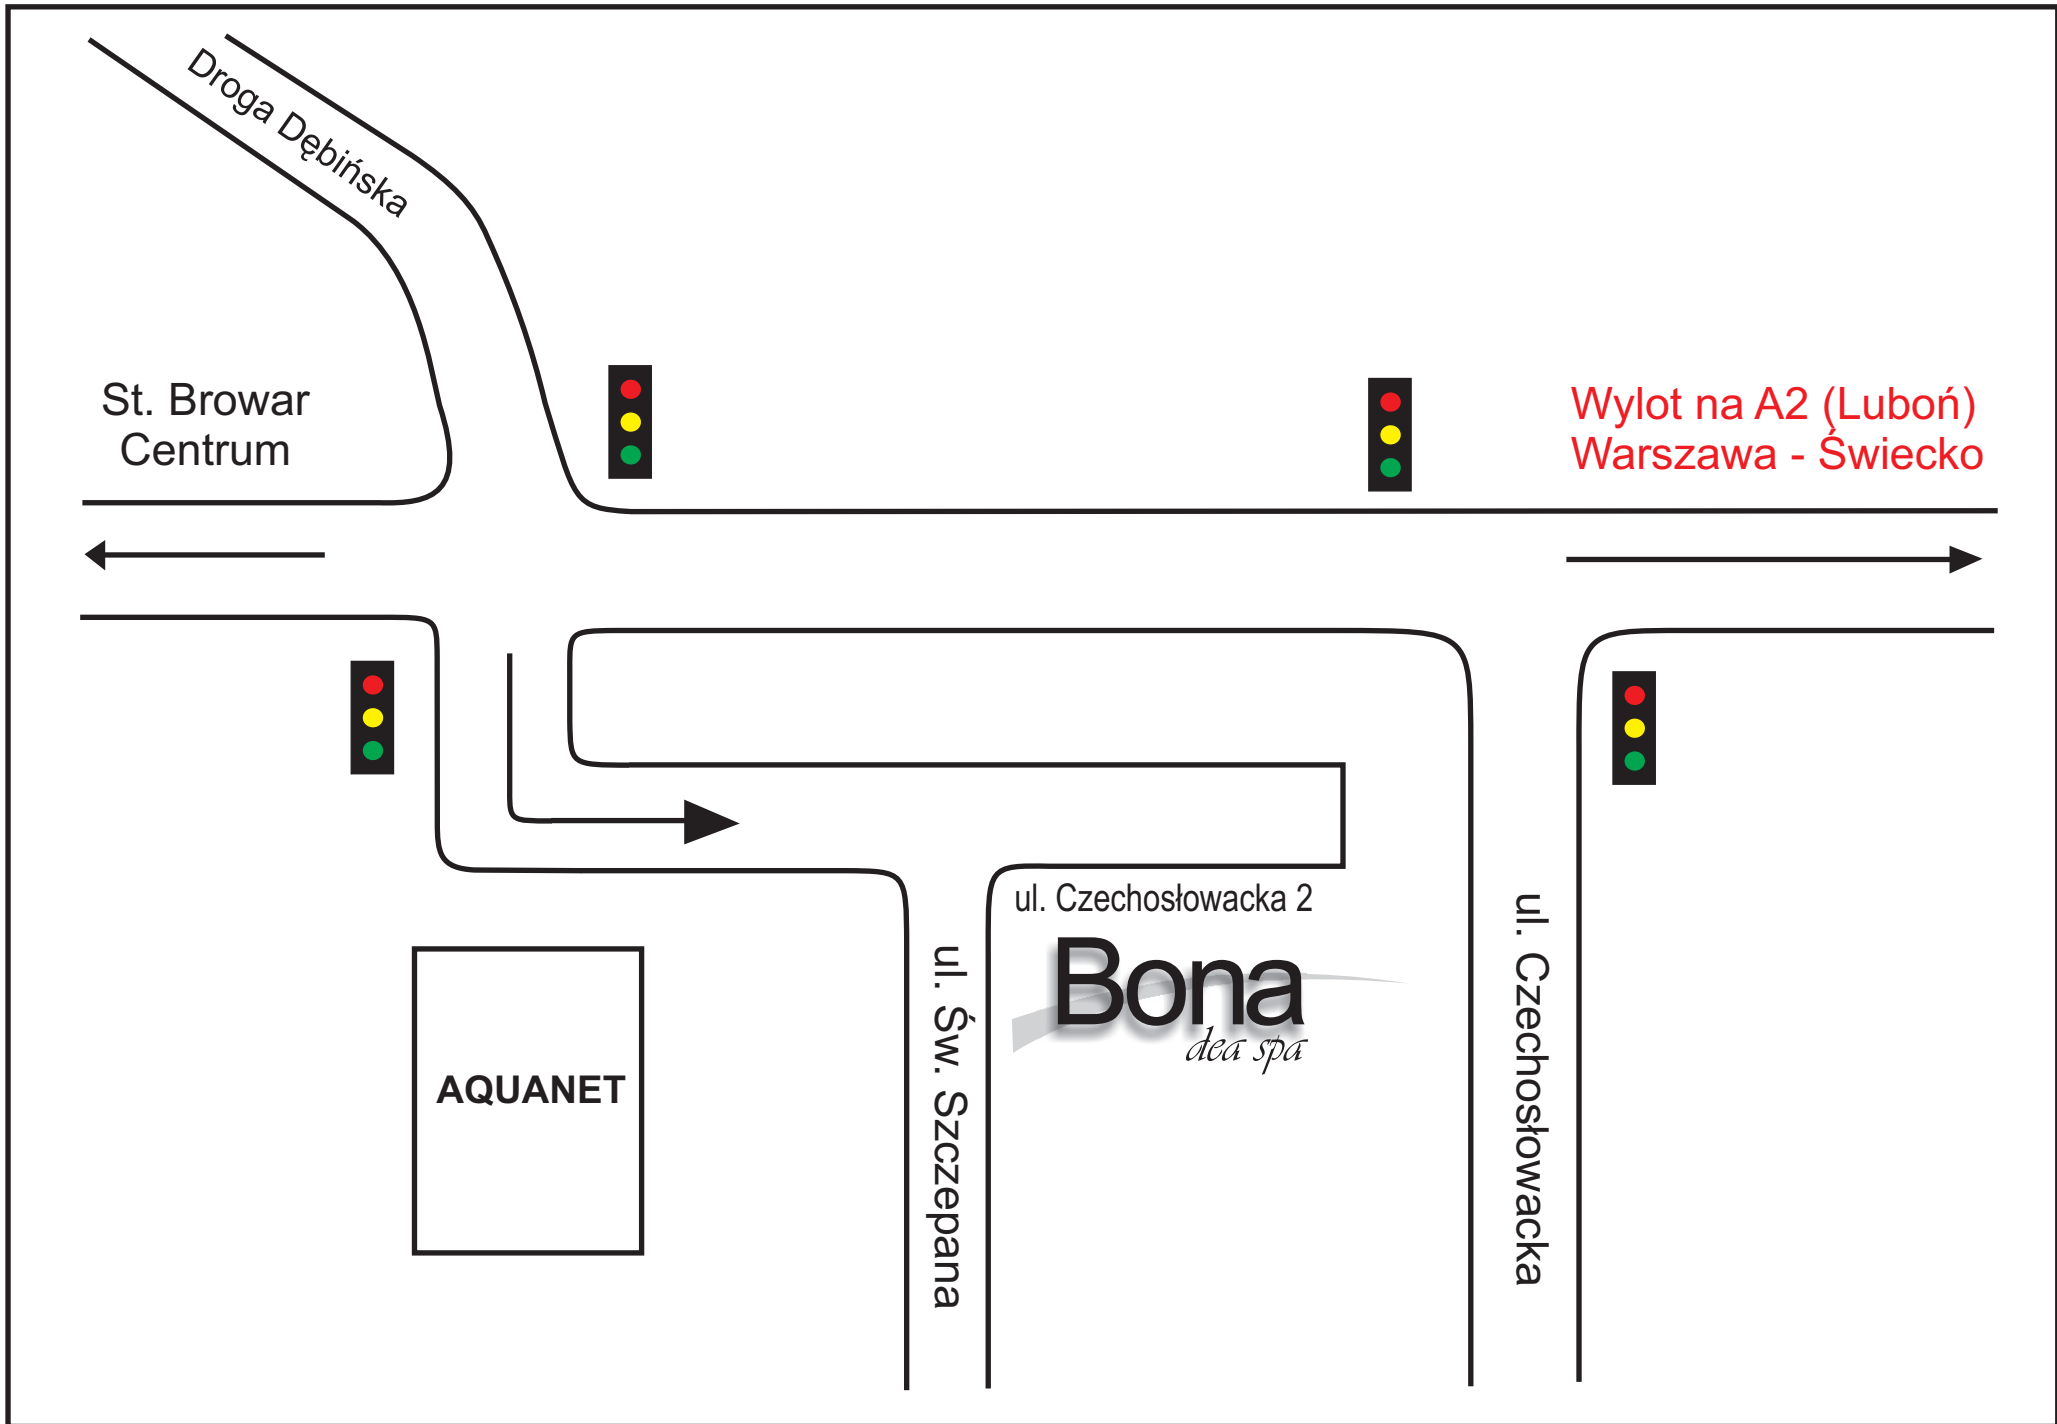 Droga Dębińska
St. Browar
Centrum
Wylot na A2 (Luboń)
Warszawa - Świecko
ul. Czechosłowacka 2
Bona
dea spa
AQUANET
ul. Św. Szczepana
ul. Czechosłowacka